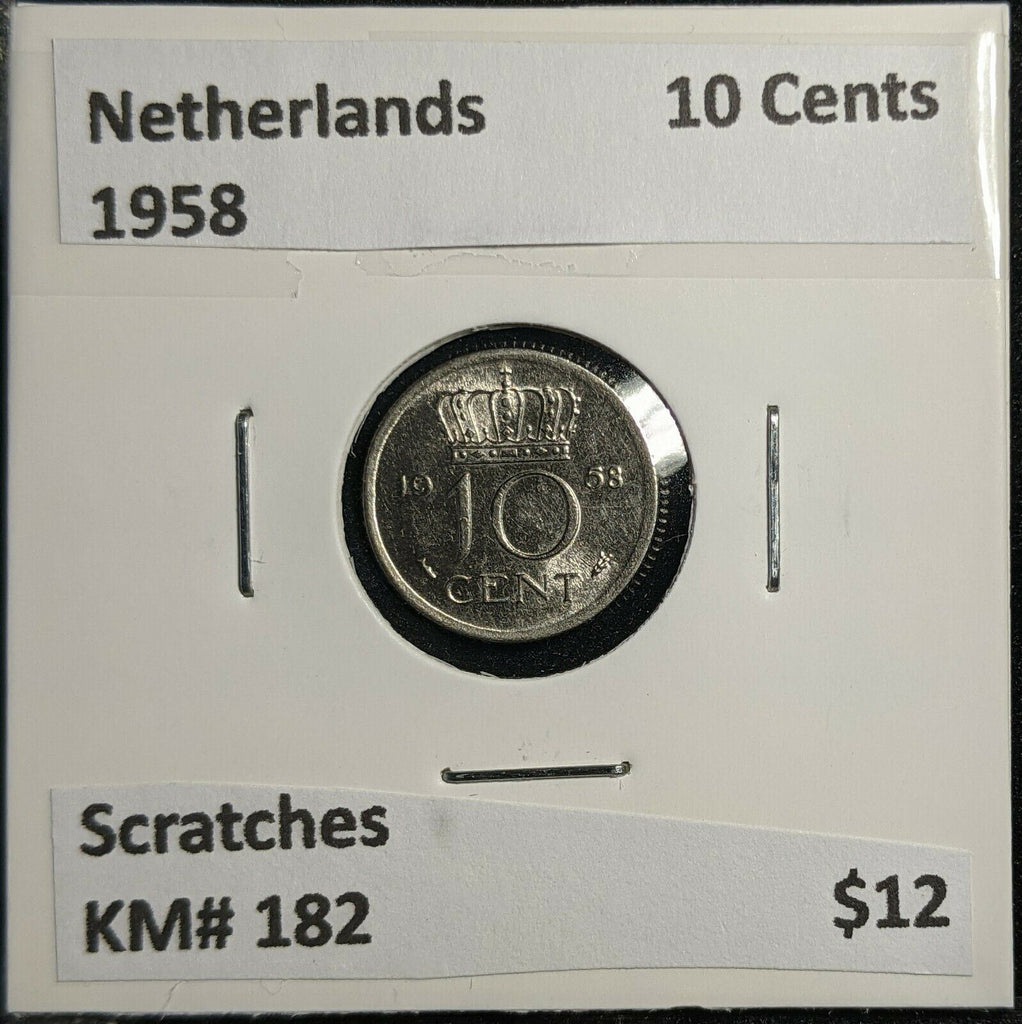 Netherlands 10 Cents
1958
19 58
10
CENT
Scratches
KM# 182 $12